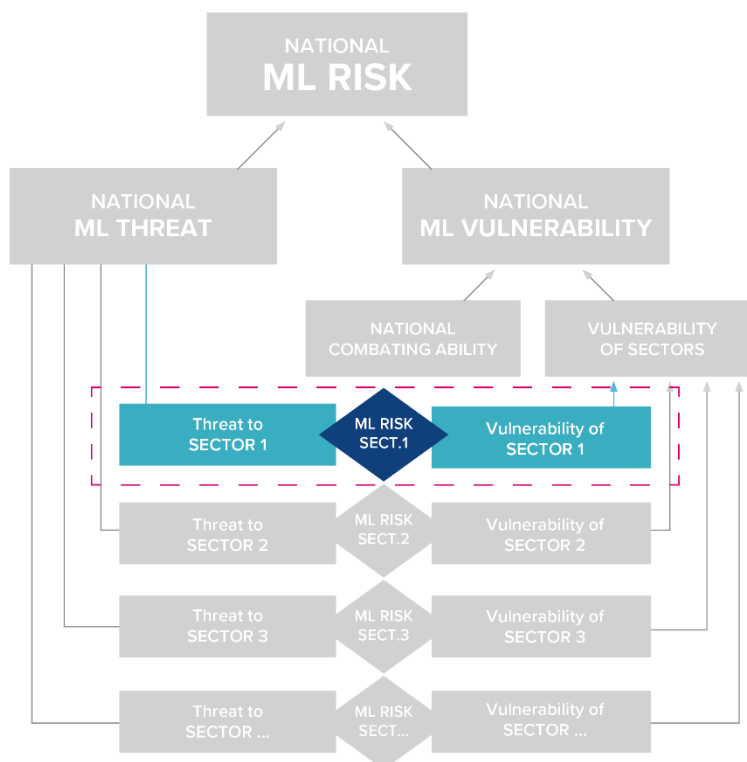 NATIONAL
ML RISK
NATIONAL
ML THREAT
NATIONAL
ML VULNERABILITY
NATIONAL
COMBATING ABILITY
VULNERABILITY
OF SECTORS
Threat to
SECTOR 1
ML RISK
SECT.1
Vulnerability of
SECTOR 1
Threat to
SECTOR 2
ML RISK
SECT.2
Vulnerability of
SECTOR 2
Threat to
SECTOR 3
ML RISK
SECT.3
Vulnerability of
SECTOR 3
Threat to
SECTOR ...
ML RISK
SECT...
Vulnerability of
SECTOR ...